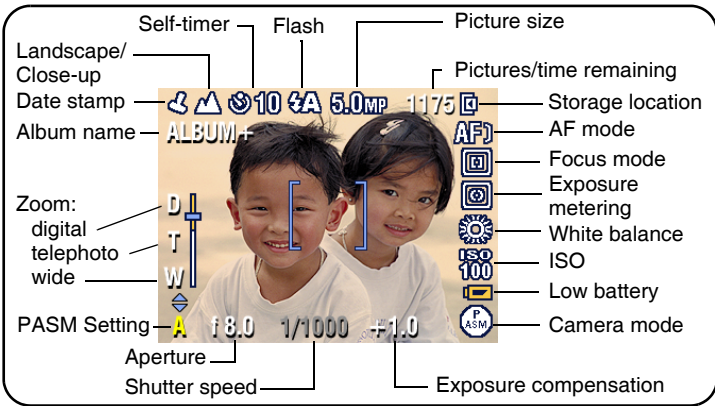 Self-timer
Flash
Picture size
Landscape/
Close-up
Pictures/time remaining
Date stamp
10 A 5.0MP 1175
Storage location
Album name
ALBUM+
AF
AF mode
Focus mode
Exposure
metering
Zoom:
digital
telephoto
wide
D
T
W
White balance
ISO
100
ISO
Low battery
PASM Setting
A f 8.0 1/1000 +1.0
P
ASM
Camera mode
Aperture
Shutter speed
Exposure compensation